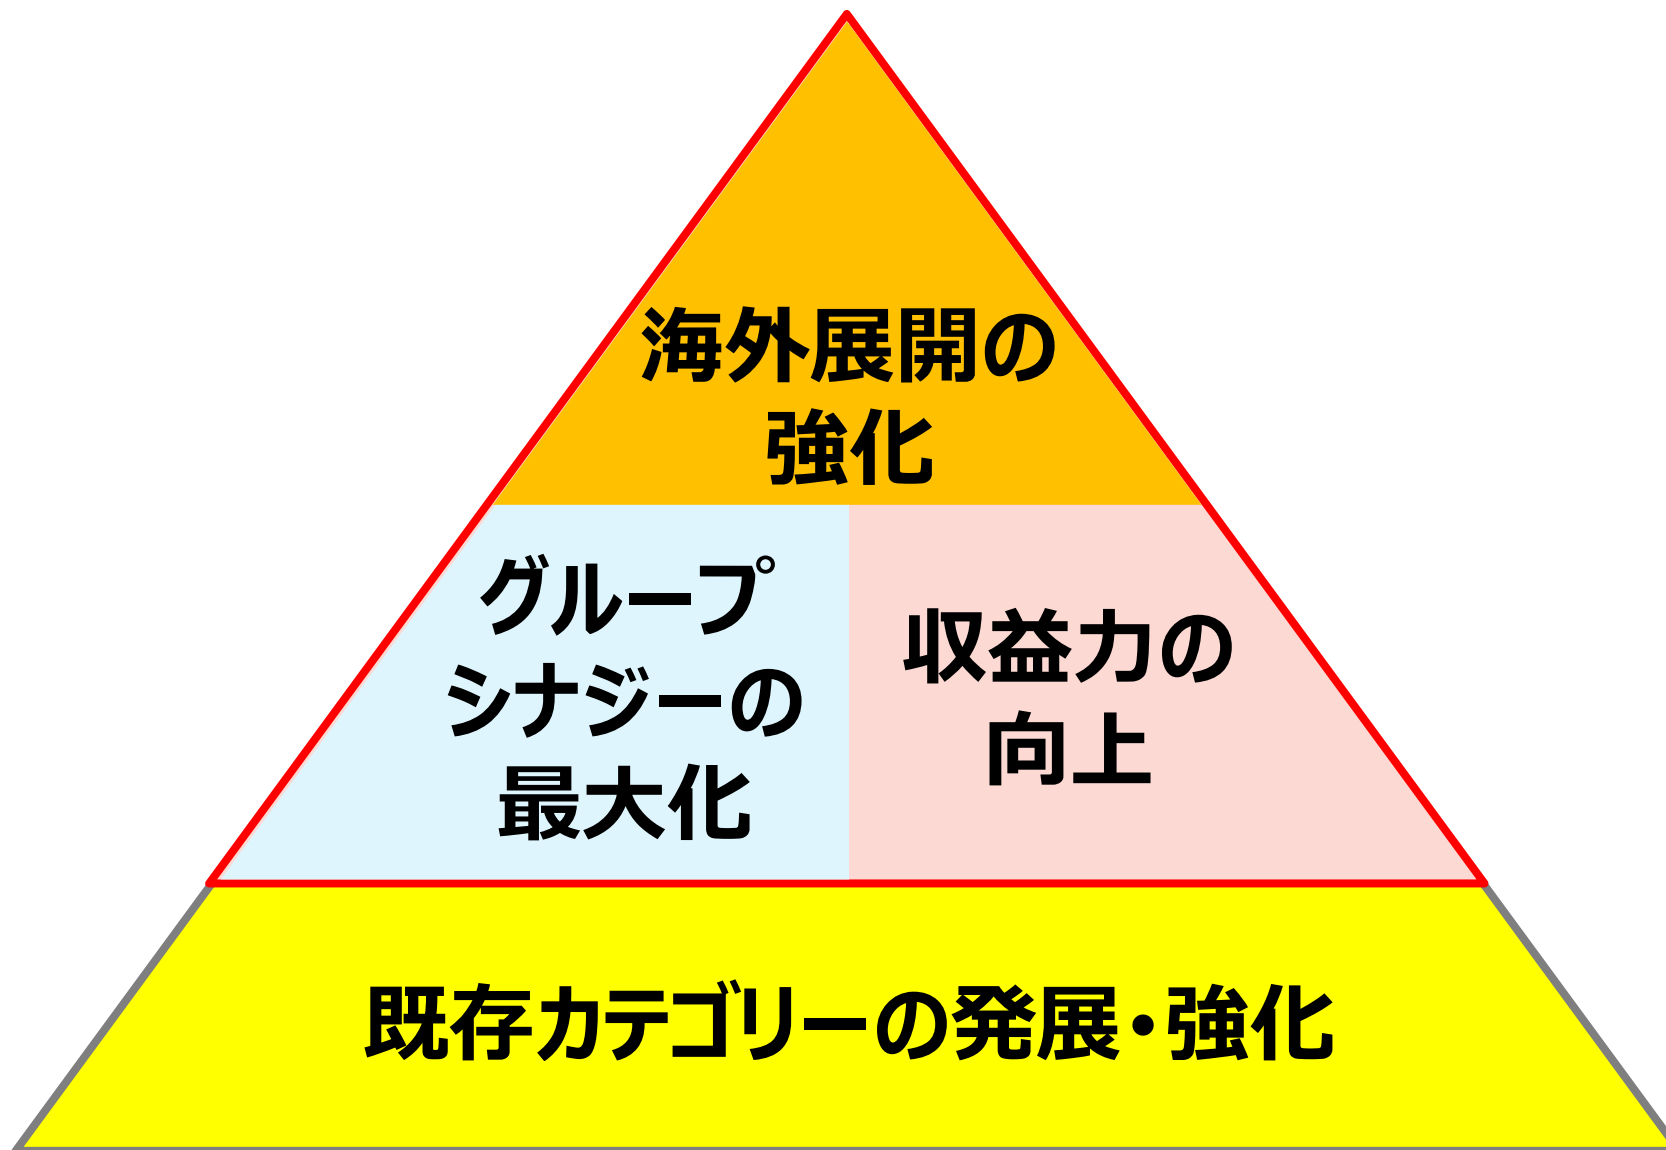 海外展開の
強化
グループ
シナジーの
最大化
収益力の
向上
既存カテゴリーの発展・強化